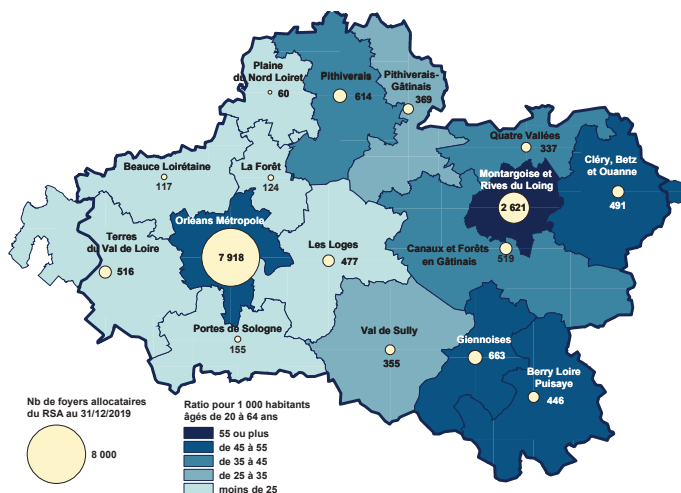 Plaine
du Nord Loiret
60
Pithiverais
614
Pithiverais-
Gâtinais
369
Quatre Vallées
337
Cléry, Betz
et Ouanne
491
Beauce Loirétaine
117
La Forêt
124
Montargoise et
Rives du Loing
2 621
Orléans Métropole
7 918
Terres
du Val de Loire
516
Les Loges
477
Canaux et Forêts
en Gâtinais
519
Portes de Sologne
155
Val de Sully
355
Giennoises
663
Berry Loire
Puisaye
446
Nb de foyers allocataires
du RSA au 31/12/2019
8 000
Ratio pour 1 000 habitants
âgés de 20 à 64 ans
55 ou plus
de 45 à 55
de 35 à 45
de 25 à 35
moins de 25